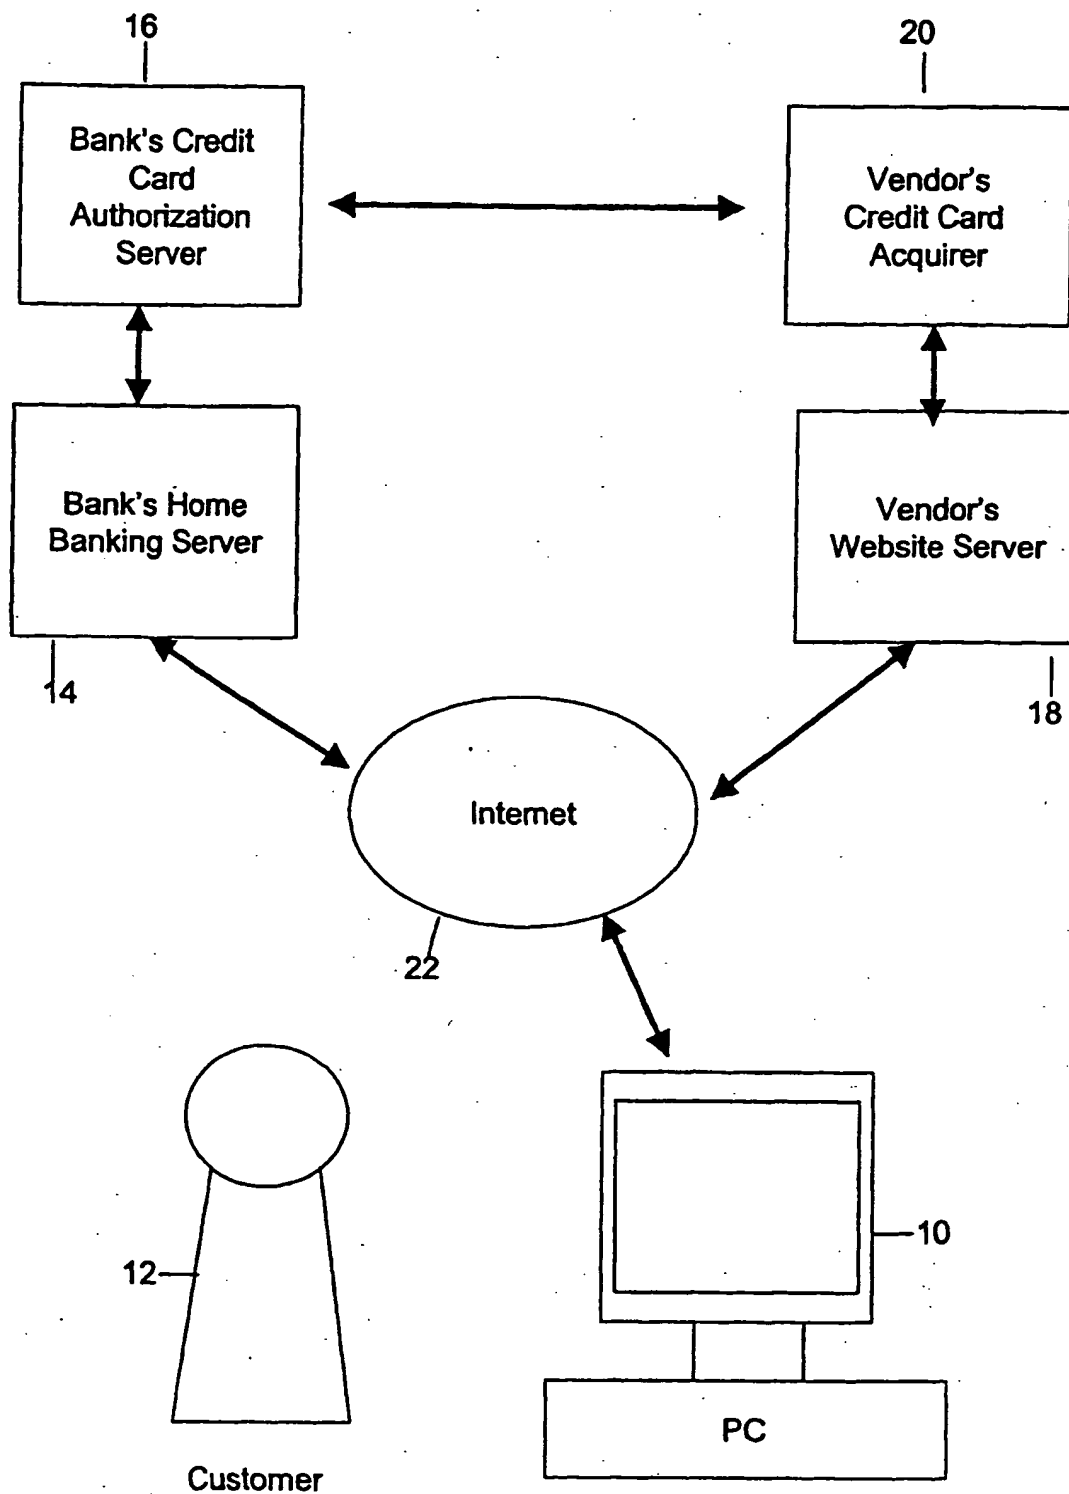 16
20
Bank's Credit
Card
Authorization
Server
Vendor's
Credit Card
Acquirer
Bank's Home
Banking Server
Vendor's
Website Server
14
18
Internet
22
12
10
PC
Customer